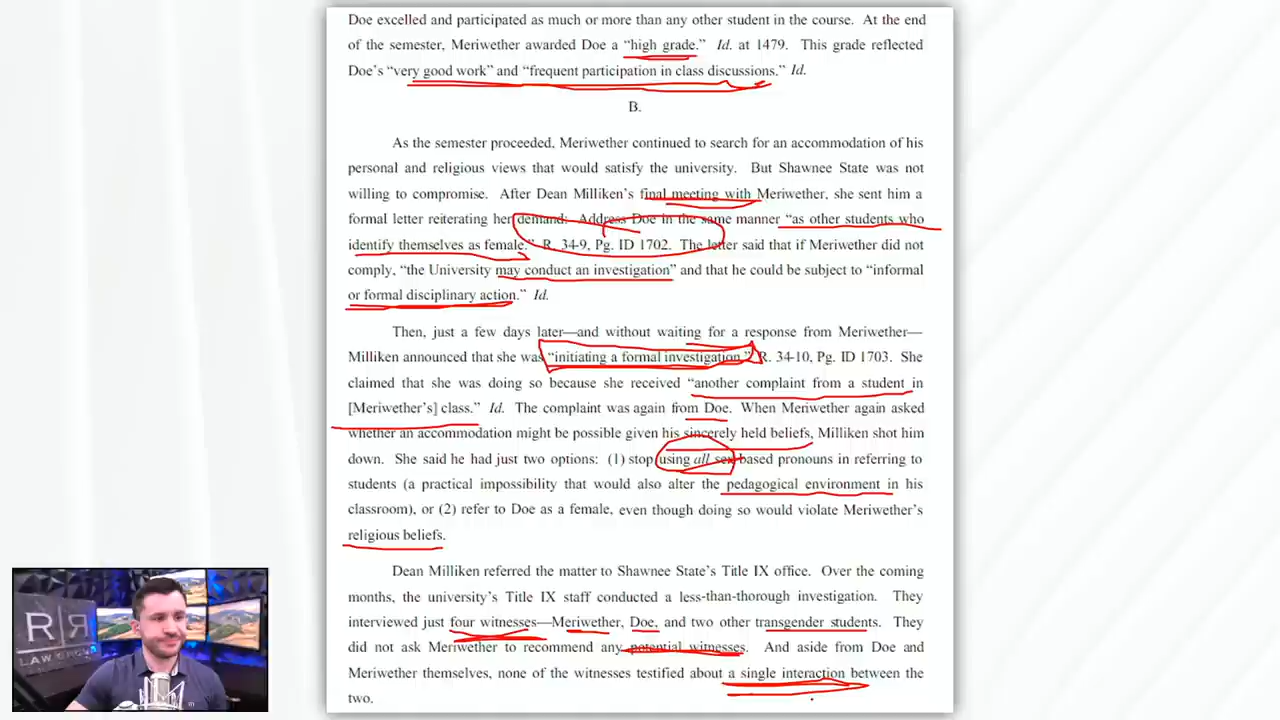 Doe excelled and participated as much or more than any other student in the course. At the end
of the semester, Meriwether awarded Doe a “high grade.” Id. at 1479. This grade reflected
Doe’s “very good work” and “frequent participation in class discussions.” Id.
B.
As the semester proceeded, Meriwether continued to search for an accommodation of his
personal and religious views that would satisfy the university. But Shawnee State was not
willing to compromise. After Dean Milliken’s final meeting with Meriwether, she sent him a
formal letter reiterating her demand: Address Doe in the same manner “as other students who
identify themselves as female.” R. 34-9, Pg. ID 1702. The letter said that if Meriwether did not
comply, “the University may conduct an investigation” and that he could be subject to “informal
or formal disciplinary action.” Id.
Then, just a few days later—and without waiting for a response from Meriwether—
Milliken announced that she was “initiating a formal investigation.” R. 34-10, Pg. ID 1703. She
claimed that she was doing so because she received “another complaint from a student in
[Meriwether’s] class.” Id. The complaint was again from Doe. When Meriwether again asked
whether an accommodation might be possible given his sincerely held beliefs, Milliken shot him
down. She said he had just two options: (1) stop using all sex-based pronouns in referring to
students (a practical impossibility that would also alter the pedagogical environment in his
classroom), or (2) refer to Doe as a female, even though doing so would violate Meriwether’s
religious beliefs.
Dean Milliken referred the matter to Shawnee State’s Title IX office. Over the coming
months, the university’s Title IX staff conducted a less-than-thorough investigation. They
interviewed just four witnesses—Meriwether, Doe, and two other transgender students. They
did not ask Meriwether to recommend any potential witnesses. And aside from Doe and
Meriwether themselves, none of the witnesses testified about a single interaction between the
two.
R R
LAW GROUP